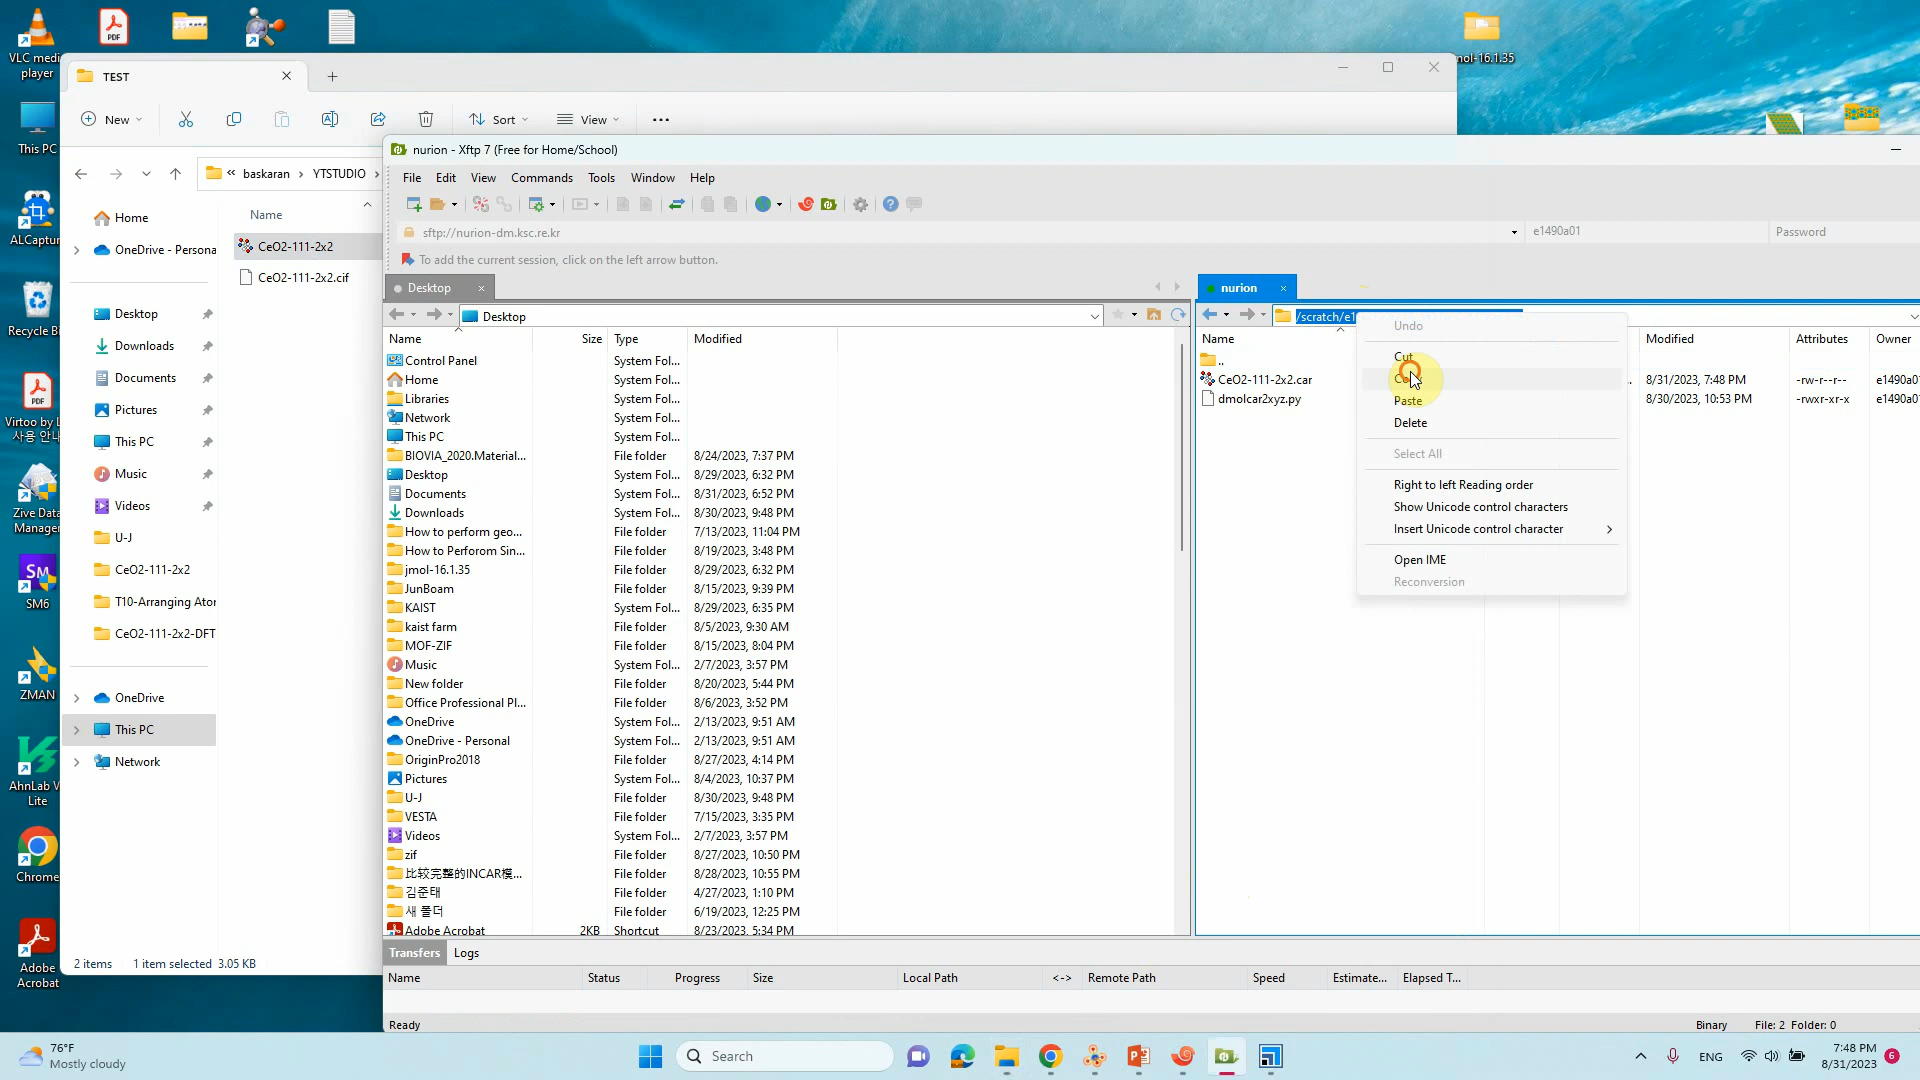 VLC medi
player
This PC
ALCaptur
Recycle Bi
Virtoo by L
사용 안내
Zive Data
Manager
SM
SM6
ZMAN
AhnLab V
Lite
Chrome
Adobe
Acrobat
PDF
mol-16.1.35
TEST
New
Sort
View
baskaran
YTSTUDIO
Home
OneDrive - Persona
Desktop
Downloads
Documents
Pictures
This PC
Music
Videos
U-J
CeO2-111-2x2
T10-Arranging Ator
CeO2-111-2x2-DFT
OneDrive
This PC
Network
Name
CeO2-111-2x2
CeO2-111-2x2.cif
2 items 1 item selected 3.05 KB
nurion - Xftp 7 (Free for Home/School)
File Edit View Commands Tools Window Help
sftp://nurion-dm.ksc.re.kr e1490a01 Password
To add the current session, click on the left arrow button.
Desktop
Desktop
Name Size Type Modified
Control Panel System Fol...
Home System Fol...
Libraries System Fol...
Network System Fol...
This PC System Fol...
BIOVIA_2020.Material... File folder 8/24/2023, 7:37 PM
Desktop System Fol... 8/29/2023, 6:32 PM
Documents System Fol... 8/31/2023, 6:52 PM
Downloads System Fol... 8/30/2023, 9:48 PM
How to perform geo... File folder 7/13/2023, 11:04 PM
How to Perforom Sin... File folder 8/19/2023, 3:48 PM
jmol-16.1.35 File folder 8/29/2023, 6:32 PM
JunBoam File folder 8/15/2023, 9:39 PM
KAIST System Fol... 8/29/2023, 6:35 PM
kaist farm File folder 8/5/2023, 9:30 AM
MOF-ZIF File folder 8/15/2023, 8:04 PM
Music System Fol... 2/7/2023, 3:57 PM
New folder File folder 8/20/2023, 5:44 PM
Office Professional Pl... File folder 8/6/2023, 3:52 PM
OneDrive System Fol... 2/13/2023, 9:51 AM
OneDrive - Personal System Fol... 2/13/2023, 9:51 AM
OriginPro2018 File folder 8/27/2023, 4:14 PM
Pictures System Fol... 8/4/2023, 10:37 PM
U-J File folder 8/30/2023, 9:48 PM
VESTA File folder 7/15/2023, 3:35 PM
Videos System Fol... 2/7/2023, 3:57 PM
zif File folder 8/27/2023, 10:50 PM
比较完整的INCAR模... File folder 8/28/2023, 10:55 PM
김준태 File folder 4/27/2023, 1:10 PM
새 폴더 File folder 6/19/2023, 12:25 PM
Adobe Acrobat 2KB Shortcut 8/23/2023, 5:34 PM
nurion
/scratch/e1
Name Modified Attributes Owner
..
CeO2-111-2x2.car 8/31/2023, 7:48 PM -rw-r--r-- e1490a01
dmolcar2xyz.py 8/30/2023, 10:53 PM -rwxr-xr-x e1490a01
Undo
Cut
Paste
Delete
Select All
Right to left Reading order
Show Unicode control characters
Insert Unicode control character
Open IME
Reconversion
Transfers Logs
Name Status Progress Size Local Path <-> Remote Path Speed Estimate... Elapsed T...
Ready Binary File: 2 Folder: 0
76°F
Mostly cloudy
Search
ENG
7:48 PM
8/31/2023
6